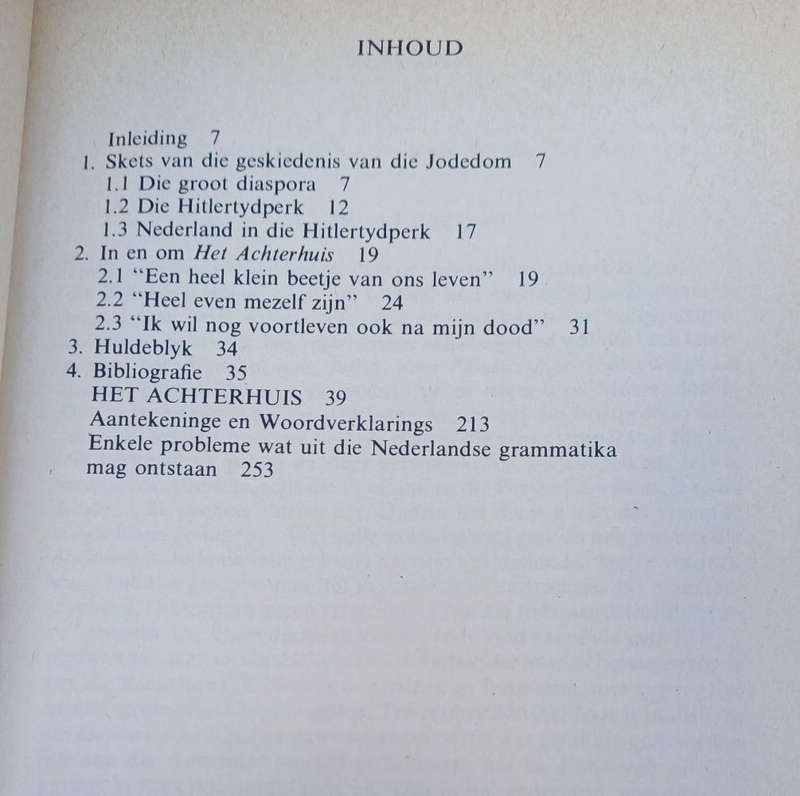 INHOUD
Inleiding 7
1. Skets van die geskiedenis van die Jodedom 7
1.1 Die groot diaspora 7
1.2 Die Hitlertydperk 12
1.3 Nederland in die Hitlertydperk 17
2. In en om Het Achterhuis 19
2.1 “Een heel klein beetje van ons leven” 19
2.2 “Heel even mezelf zijn” 24
2.3 “Ik wil nog voortleven ook na mijn dood” 31
3. Huldeblyk 34
4. Bibliografie 35
HET ACHTERHUIS 39
Aantekeninge en Woordverklarings 213
Enkele probleme wat uit die Nederlandse grammatika
mag ontstaan 253